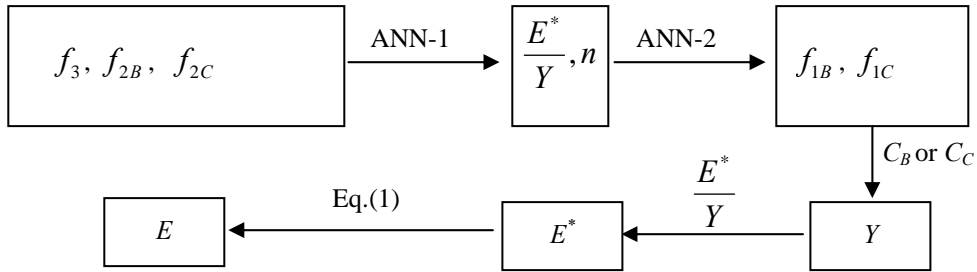 f3, f2B, f2C
ANN-1
E*/Y, n
ANN-2
f1B, f1C
CB or CC
Y
E*/Y
E*
Eq.(1)
E